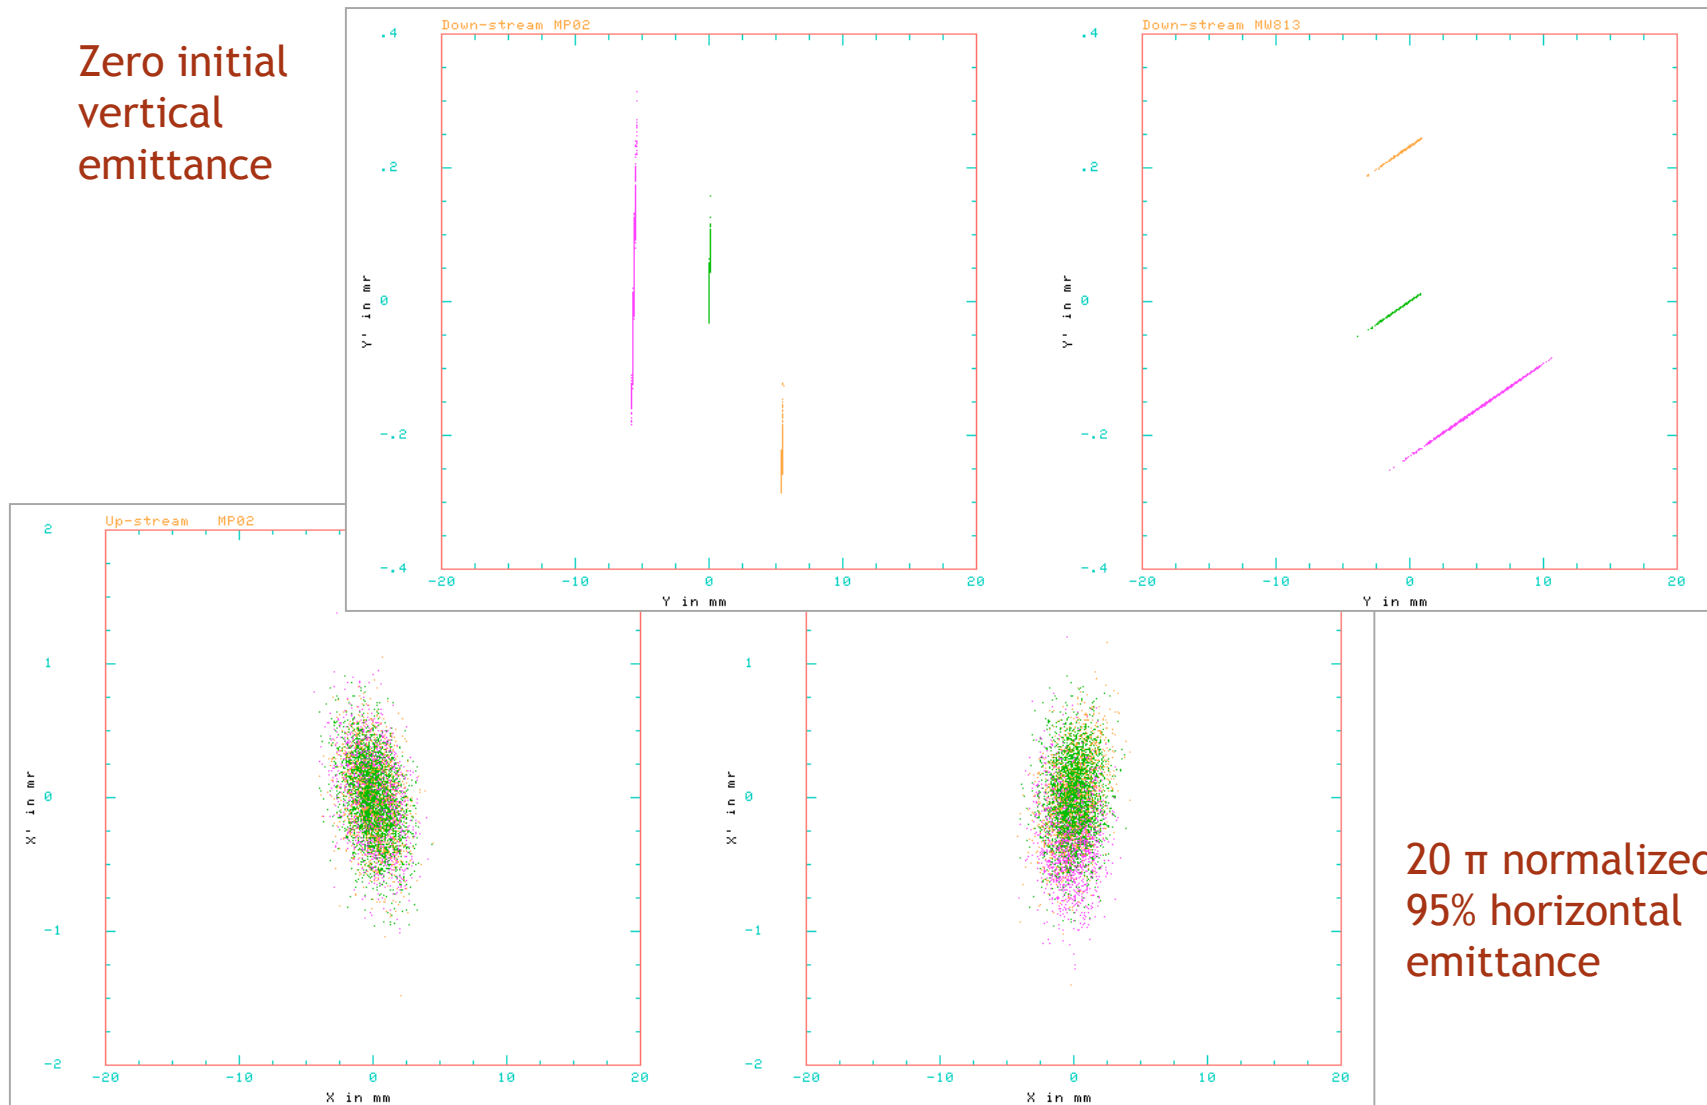 Zero initial
vertical
emittance
Down-stream MP02
.4
.2
0
-.2
-.4
Y' in mr
-20 -10 0 10 20
Y in mm
Down-stream MW813
.4
.2
0
-.2
-.4
Y' in mr
-20 -10 0 10 20
Y in mm
Up-stream MP02
2
1
0
-1
-2
X' in mr
-20 -10 0 10 20
X in mm
1
0
-1
-2
X' in mr
-20 -10 0 10 20
X in mm
20 π normalized
95% horizontal
emittance